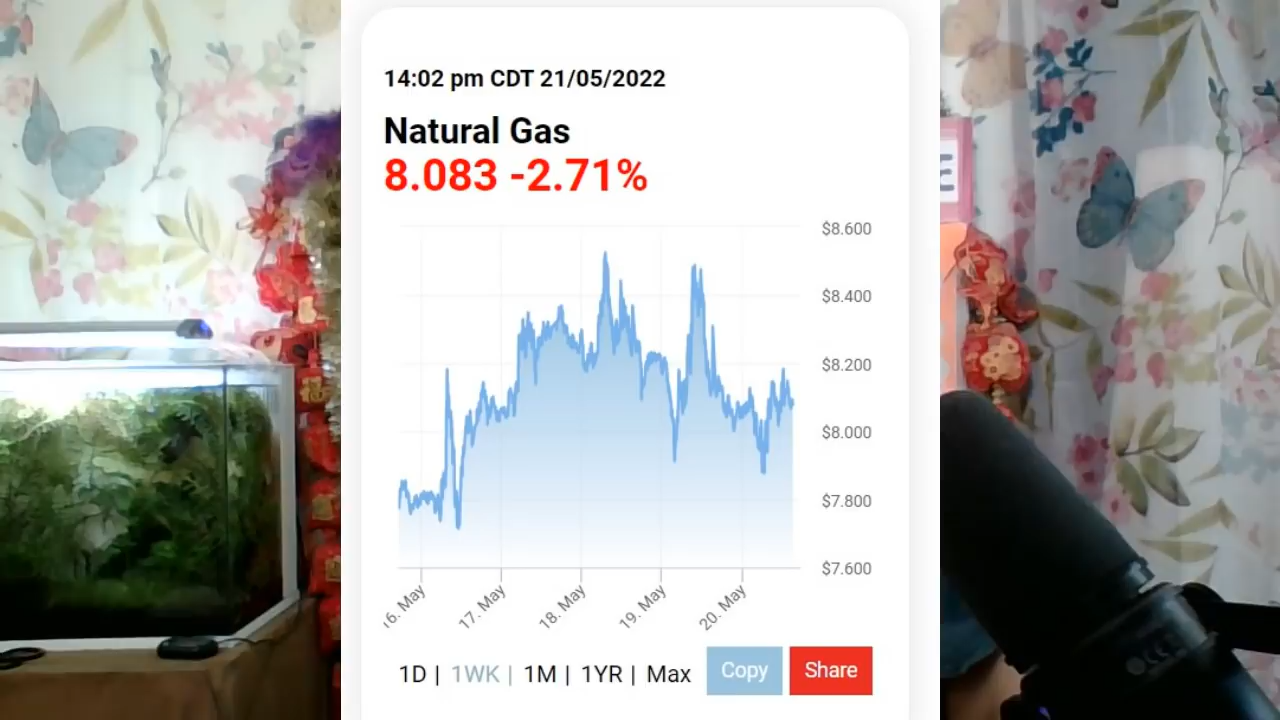 14:02 pm CDT 21/05/2022
Natural Gas
8.083 -2.71%
$8.600
$8.400
$8.200
$8.000
$7.800
$7.600
16. May
17. May
18. May
19. May
20. May
1D | 1WK | 1M | 1YR | Max
Copy
Share
E